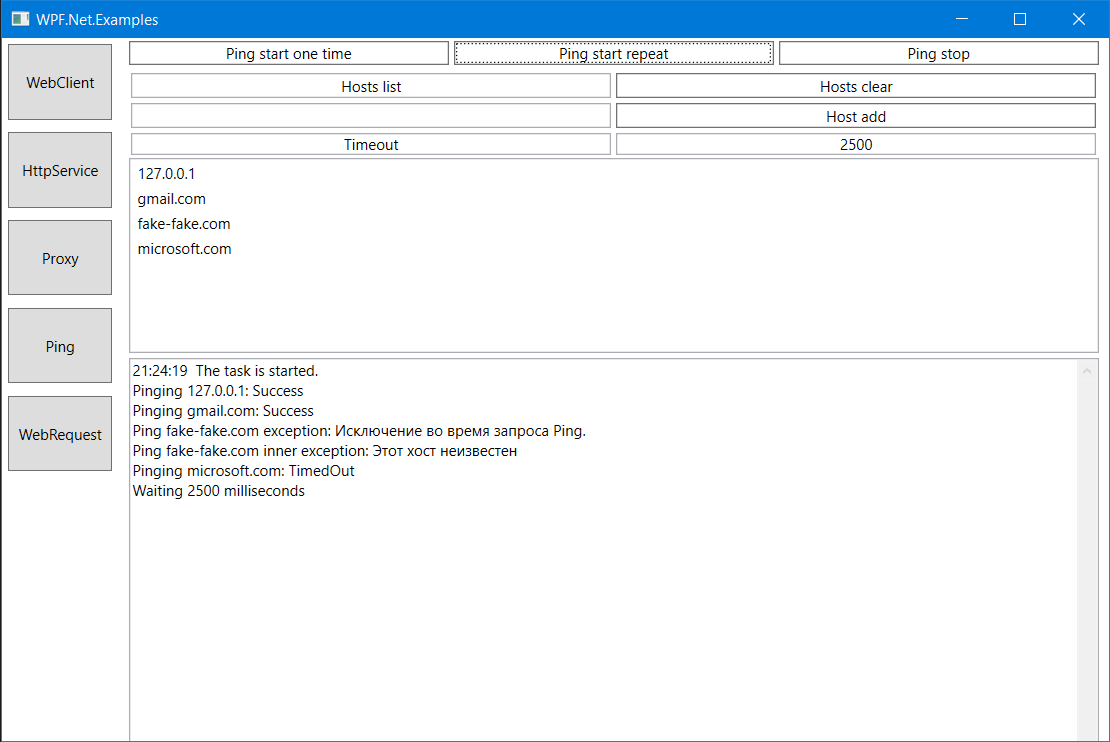 WPF.Net.Examples
WebClient
HttpService
Proxy
Ping
WebRequest
Ping start one time
Ping start repeat
Ping stop
Hosts list
Hosts clear
Host add
Timeout
2500
127.0.0.1
gmail.com
fake-fake.com
microsoft.com
21:24:19  The task is started.
Pinging 127.0.0.1: Success
Pinging gmail.com: Success
Ping fake-fake.com exception: Исключение во время запроса Ping.
Ping fake-fake.com inner exception: Этот хост неизвестен
Pinging microsoft.com: TimedOut
Waiting 2500 milliseconds